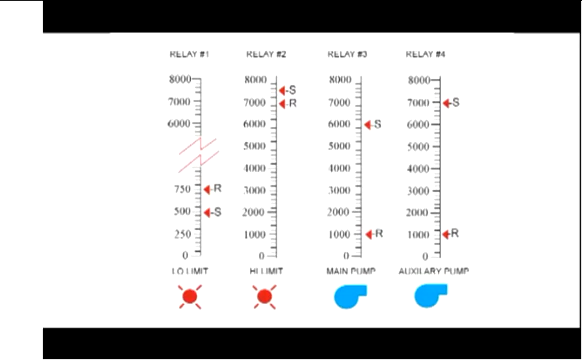 RELAY #1 RELAY #2 RELAY #3 RELAY #4
8000 8000 8000 8000
S
7000 7000 R 7000 7000 S
6000 6000 6000 S 6000
5000 5000 5000
4000 4000 4000
750 R 3000 3000 3000
500 S 2000 2000 2000
250 1000 1000 R 1000 R
0 0 0 0
LO LIMIT HI LIMIT MAIN PUMP AUXILARY PUMP